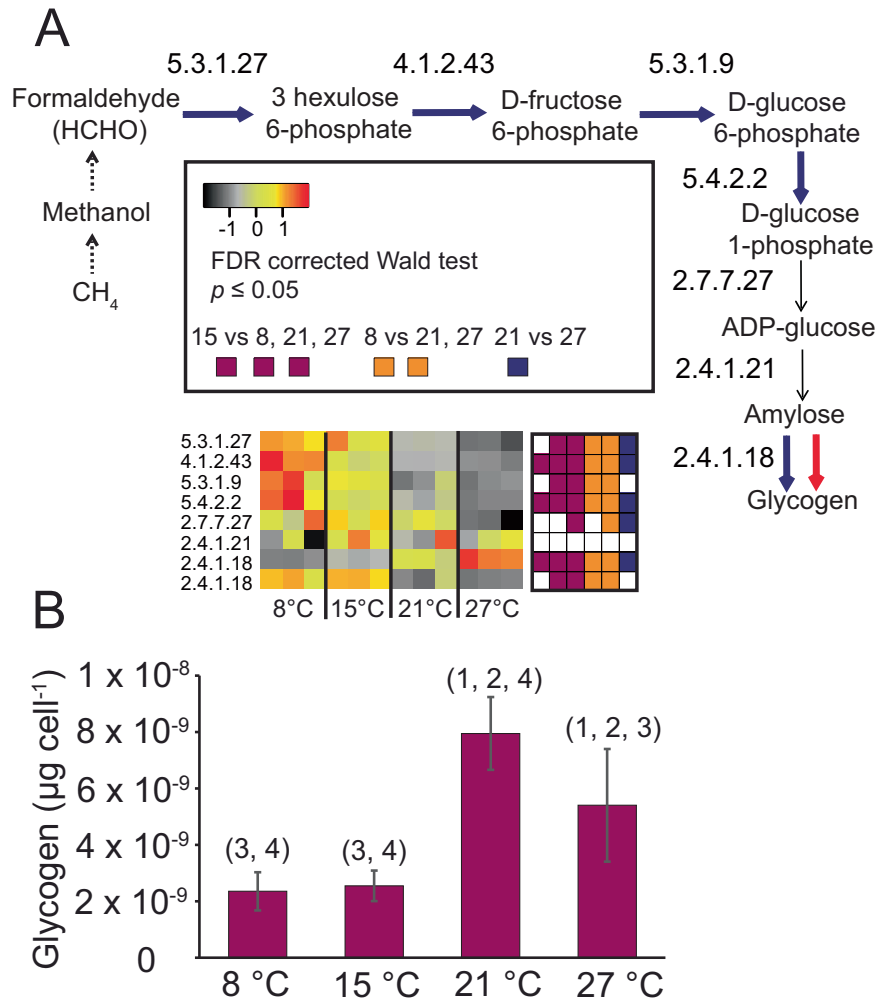 A
5.3.1.27 4.1.2.43 5.3.1.9
Formaldehyde (HCHO)
3 hexulose 6-phosphate
D-fructose 6-phosphate
D-glucose 6-phosphate
Methanol
CH4
5.4.2.2
D-glucose 1-phosphate
2.7.7.27
ADP-glucose
2.4.1.21
Amylose
2.4.1.18
Glycogen
-1 0 1
FDR corrected Wald test
p ≤ 0.05
15 vs 8, 21, 27 8 vs 21, 27 21 vs 27
5.3.1.27
4.1.2.43
5.3.1.9
5.4.2.2
2.7.7.27
2.4.1.21
2.4.1.18
2.4.1.18
8°C 15°C 21°C 27°C
B
Glycogen (µg cell-1)
1 x 10-8
8 x 10-9
6 x 10-9
4 x 10-9
2 x 10-9
0
(3, 4) (3, 4) (1, 2, 4) (1, 2, 3)
8 °C 15 °C 21 °C 27 °C